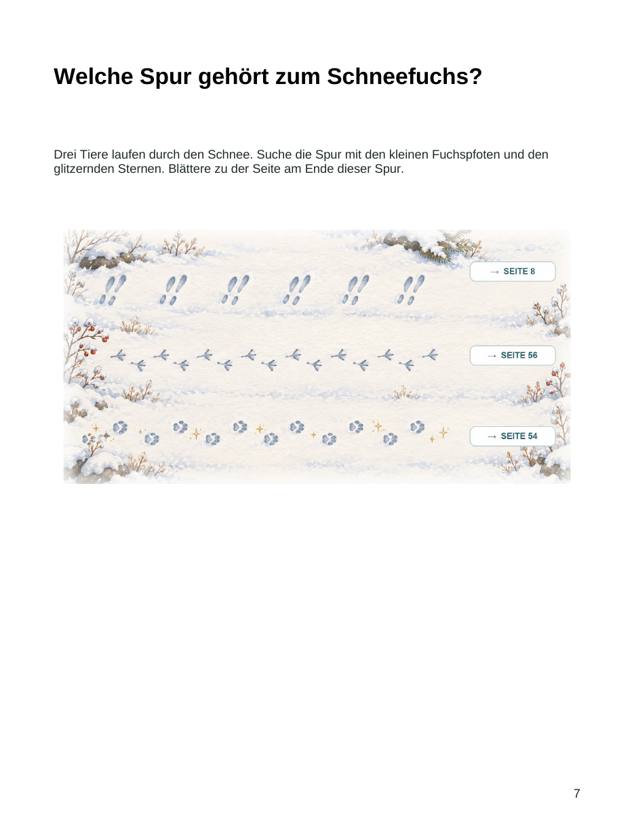 Welche Spur gehört zum Schneefuchs?
Drei Tiere laufen durch den Schnee. Suche die Spur mit den kleinen Fuchspfoten und den
glitzernden Sternen. Blättere zu der Seite am Ende dieser Spur.
→ SEITE 8
→ SEITE 56
→ SEITE 54
7